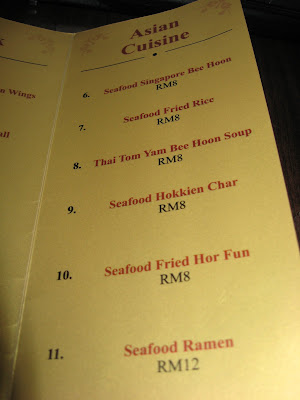 Wings
Asian
Cuisine
6. Seafood Singapore Bee Hoon
RM8
7. Seafood Fried Rice
RM8
8. Thai Tom Yam Bee Hoon Soup
RM8
9. Seafood Hokkien Char
RM8
10. Seafood Fried Hor Fun
RM8
11. Seafood Ramen
RM12